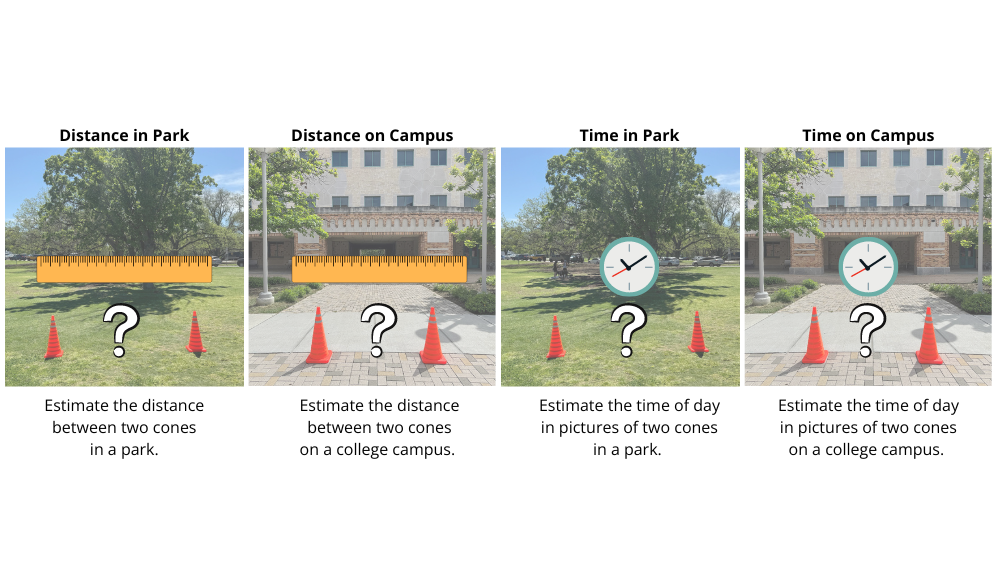 Distance in Park
Distance on Campus
Time in Park
Time on Campus
?
?
?
?
Estimate the distance
between two cones
in a park.
Estimate the distance
between two cones
on a college campus.
Estimate the time of day
in pictures of two cones
in a park.
Estimate the time of day
in pictures of two cones
on a college campus.